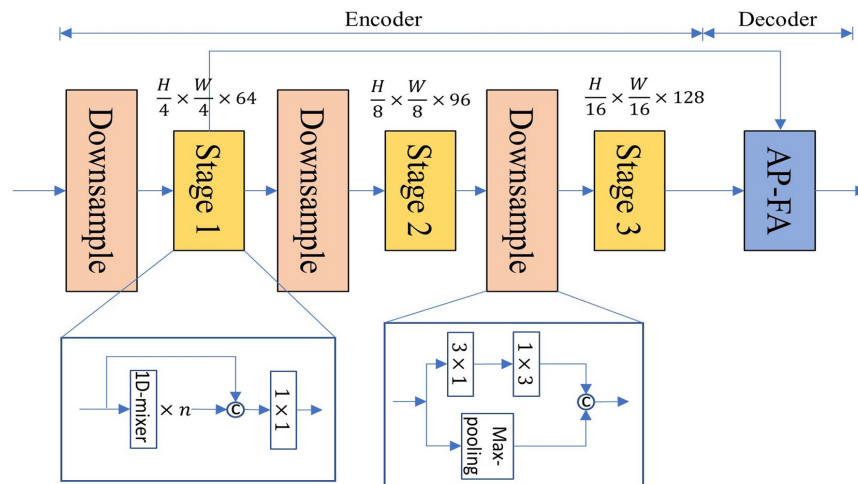 Encoder
Decoder
H/4 × W/4 × 64
H/8 × W/8 × 96
H/16 × W/16 × 128
Downsample
Stage 1
Downsample
Stage 2
Downsample
Stage 3
AP-FA
1D-mixer
× n
C
1 × 1
3 × 1
1 × 3
Max-
pooling
C